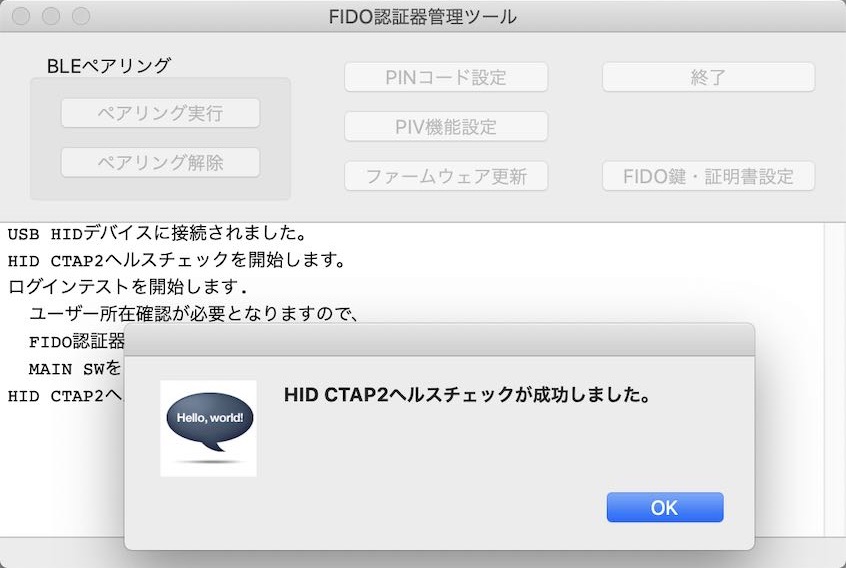 FIDO認証器管理ツール
BLEペアリング
ペアリング実行
ペアリング解除
PINコード設定
PIV機能設定
ファームウェア更新
終了
FIDO鍵・証明書設定
USB HIDデバイスに接続されました。
HID CTAP2ヘルスチェックを開始します。
ログインテストを開始します.
ユーザー所在確認が必要となりますので、
FIDO認証器
MAIN SWを
HID CTAP2ヘ
Hello, world!
HID CTAP2ヘルスチェックが成功しました。
OK